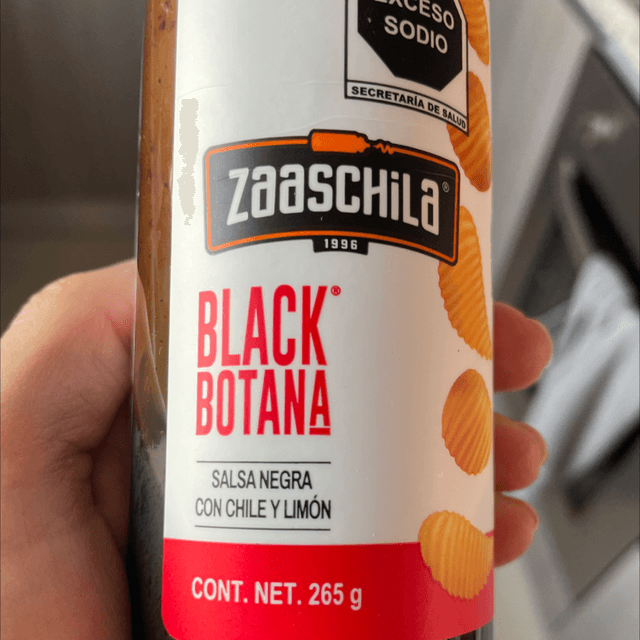 EXCESO
SODIO
SECRETARÍA DE SALUD
ZaaSCHiLa®
1996
BLACK®
BOTANA
SALSA NEGRA
CON CHILE Y LIMÓN
CONT. NET. 265 g